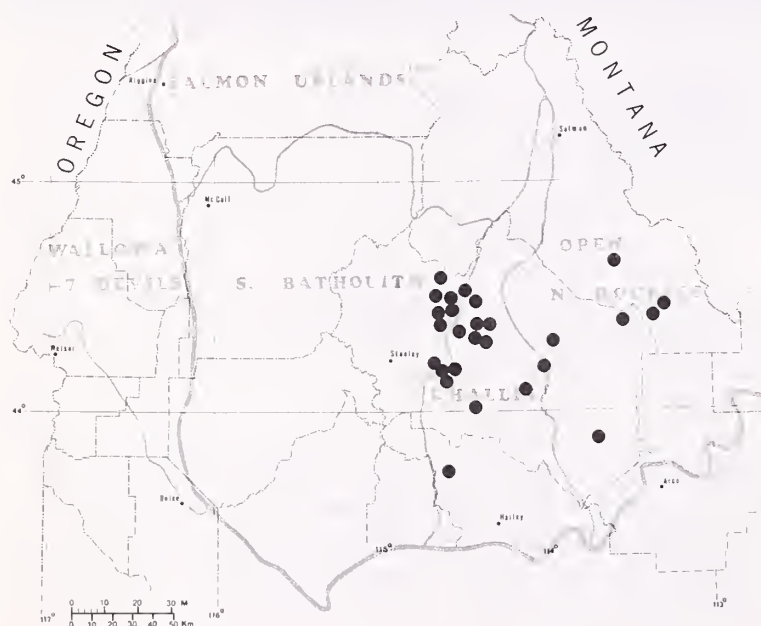 OREGON
MONTANA
Riggins
SALMON UPLANDS
Salmon
45°
McCall
WALLOWA
7 DEVILS
S. BATHOLITH
OPEN
N. ROCKIES
Weiser
Stanley
CHALLIS
44°
Boise
Hailey
Arco
115°
114°
0 10 20 30 M
0 10 20 30 40 50 Km
117°
116°
113°